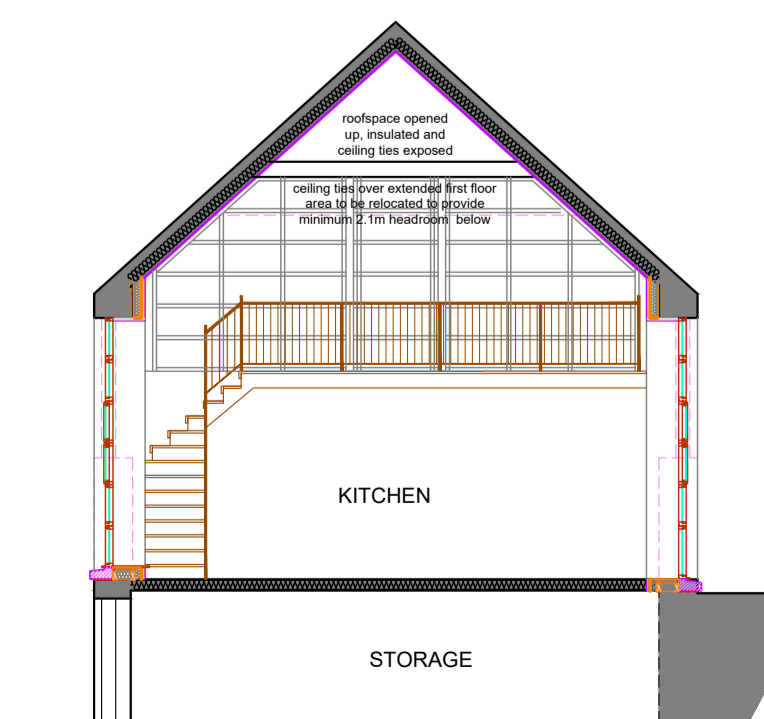 roofspace opened
up, insulated and
ceiling ties exposed
ceiling ties over extended first floor
area to be relocated to provide
minimum 2.1m headroom below
KITCHEN
STORAGE